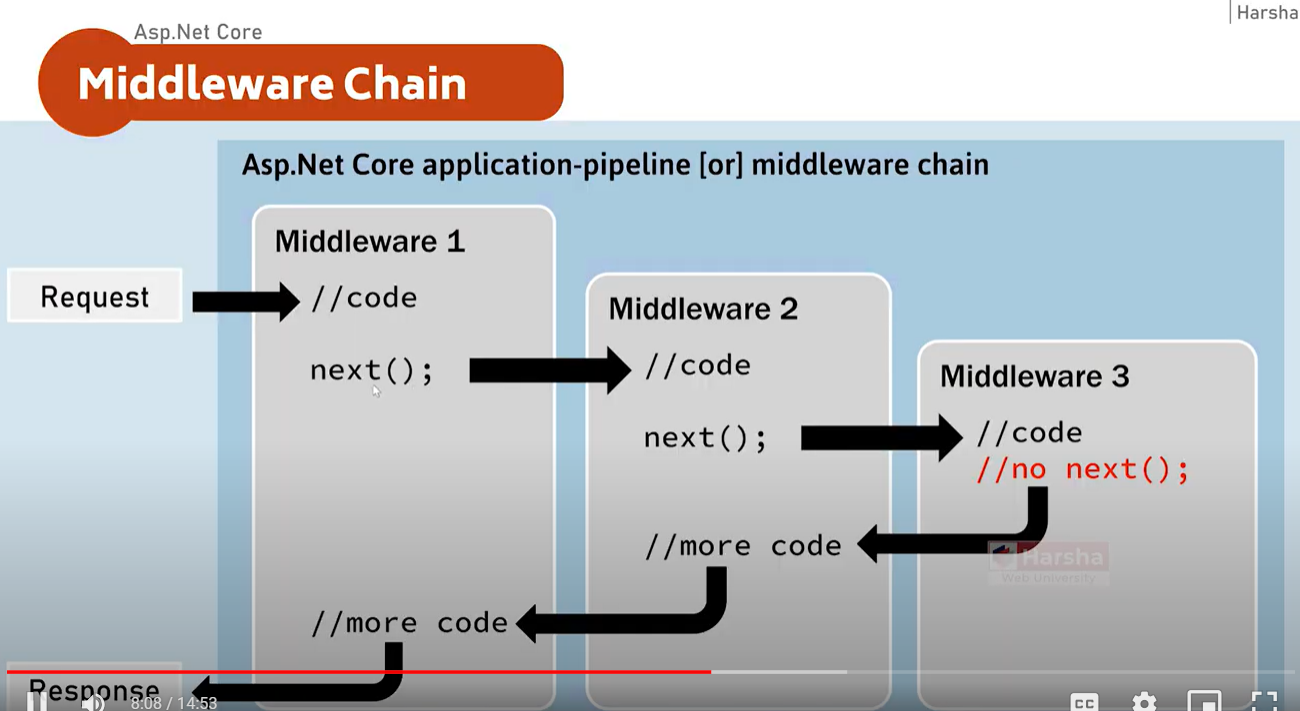 Asp.Net Core
Harsha
Middleware Chain
Asp.Net Core application-pipeline [or] middleware chain
Middleware 1
Request
//code
next();
Middleware 2
//code
next();
Middleware 3
//code
//no next();
//more code
Harsha
Web University
//more code
Response
8:08 / 14:53
CC